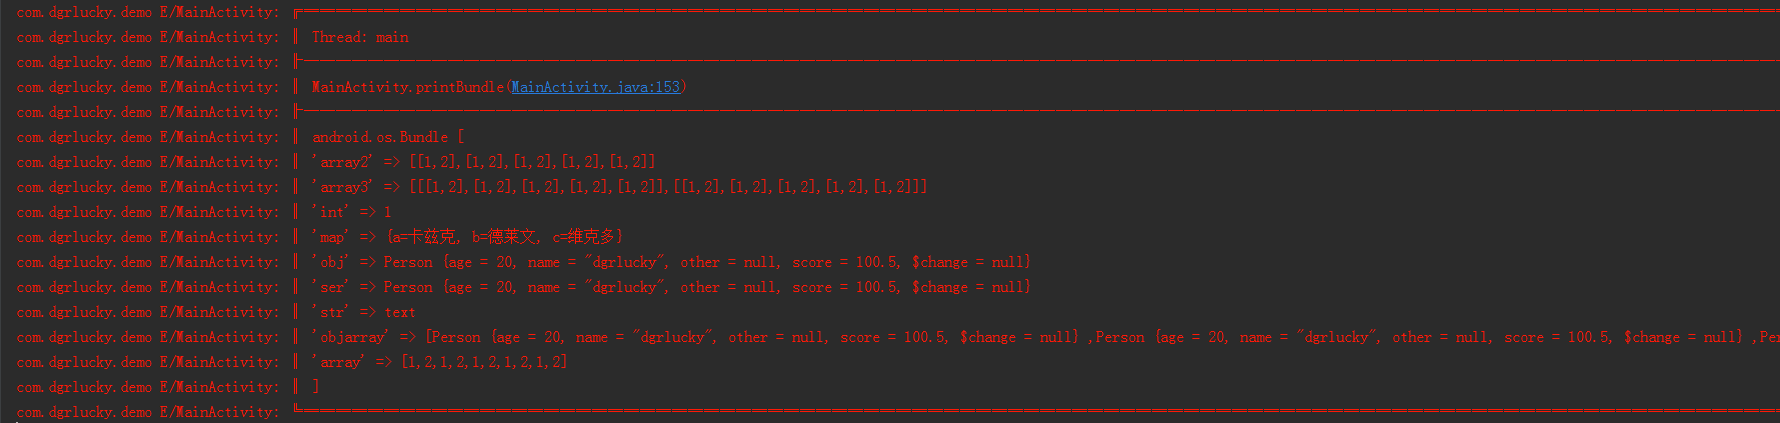 com.dgrlucky.demo E/MainActivity: ╔════════════════════════════════════════
com.dgrlucky.demo E/MainActivity: ║ Thread: main
com.dgrlucky.demo E/MainActivity: ╟────────────────────────────────────────
com.dgrlucky.demo E/MainActivity: ║ MainActivity.printBundle(MainActivity.java:153)
com.dgrlucky.demo E/MainActivity: ╟────────────────────────────────────────
com.dgrlucky.demo E/MainActivity: ║ android.os.Bundle [
com.dgrlucky.demo E/MainActivity: ║ 'array2' => [[1,2],[1,2],[1,2],[1,2],[1,2]]
com.dgrlucky.demo E/MainActivity: ║ 'array3' => [[[1,2],[1,2],[1,2],[1,2],[1,2]],[[1,2],[1,2],[1,2],[1,2],[1,2]]]
com.dgrlucky.demo E/MainActivity: ║ 'int' => 1
com.dgrlucky.demo E/MainActivity: ║ 'map' => {a=卡兹克, b=德莱文, c=维克多}
com.dgrlucky.demo E/MainActivity: ║ 'obj' => Person {age = 20, name = "dgrlucky", other = null, score = 100.5, $change = null}
com.dgrlucky.demo E/MainActivity: ║ 'ser' => Person {age = 20, name = "dgrlucky", other = null, score = 100.5, $change = null}
com.dgrlucky.demo E/MainActivity: ║ 'str' => text
com.dgrlucky.demo E/MainActivity: ║ 'objarray' => [Person {age = 20, name = "dgrlucky", other = null, score = 100.5, $change = null} ,Person {age = 20, name = "dgrlucky", other = null, score = 100.5, $change = null} ,Per
com.dgrlucky.demo E/MainActivity: ║ 'array' => [1,2,1,2,1,2,1,2,1,2]
com.dgrlucky.demo E/MainActivity: ║ ]
com.dgrlucky.demo E/MainActivity: ╚════════════════════════════════════════